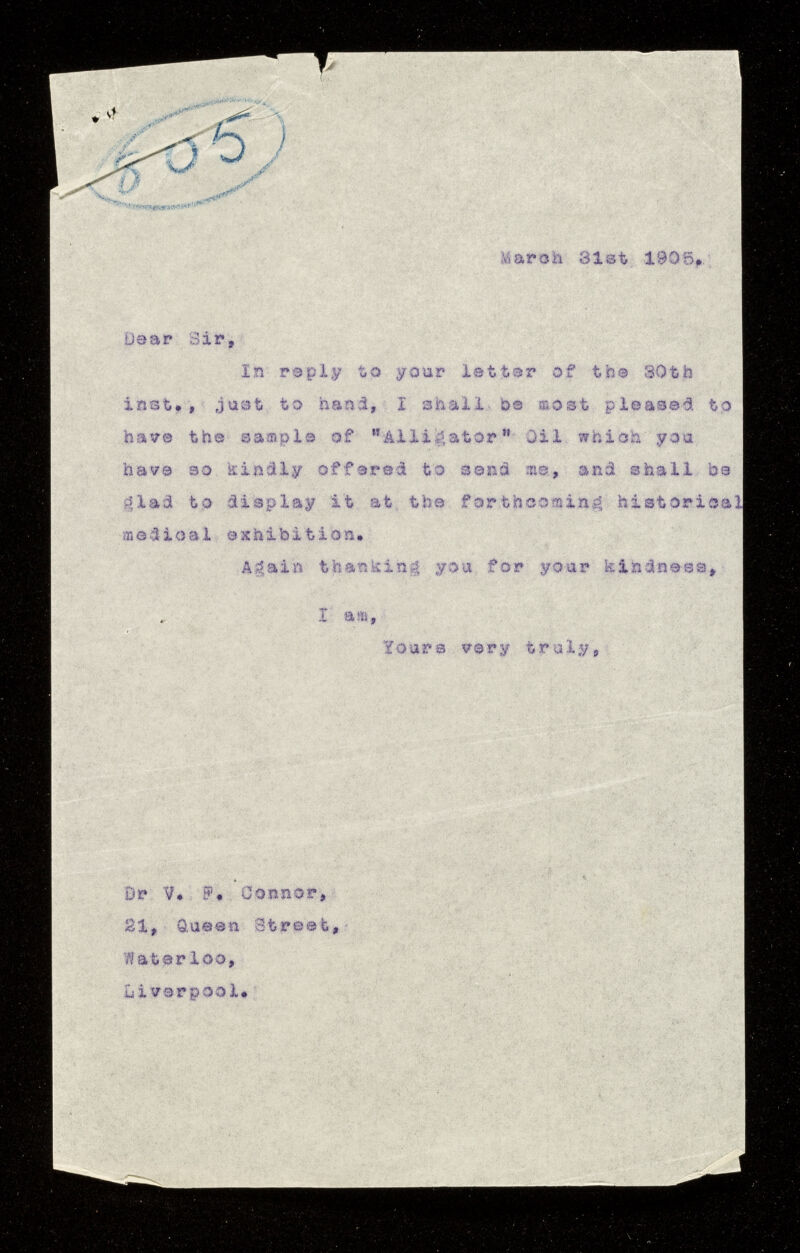 605
March 31st 1905.
Dear Sir,
In reply to your letter of the 30th
inst., just to hand, I shall be most pleased to
have the sample of "Alligator" Oil which you
have so kindly offered to send me, and shall be
glad to display it at the forthcoming historical
medical exhibition.
Again thanking you for your kindness,
I am,
Yours very truly,
Dr V. F. Connor,
21, Queen Street,
Waterloo,
Liverpool.